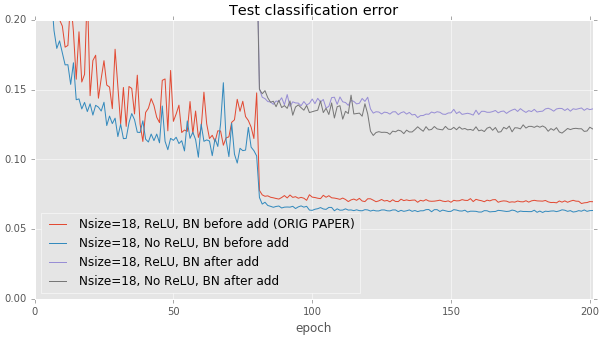 Test classification error
0.20
0.15
0.10
0.05
0.00
Nsize=18, ReLU, BN before add (ORIG PAPER)
Nsize=18, No ReLU, BN before add
Nsize=18, ReLU, BN after add
Nsize=18, No ReLU, BN after add
0 50 100 150 200
epoch